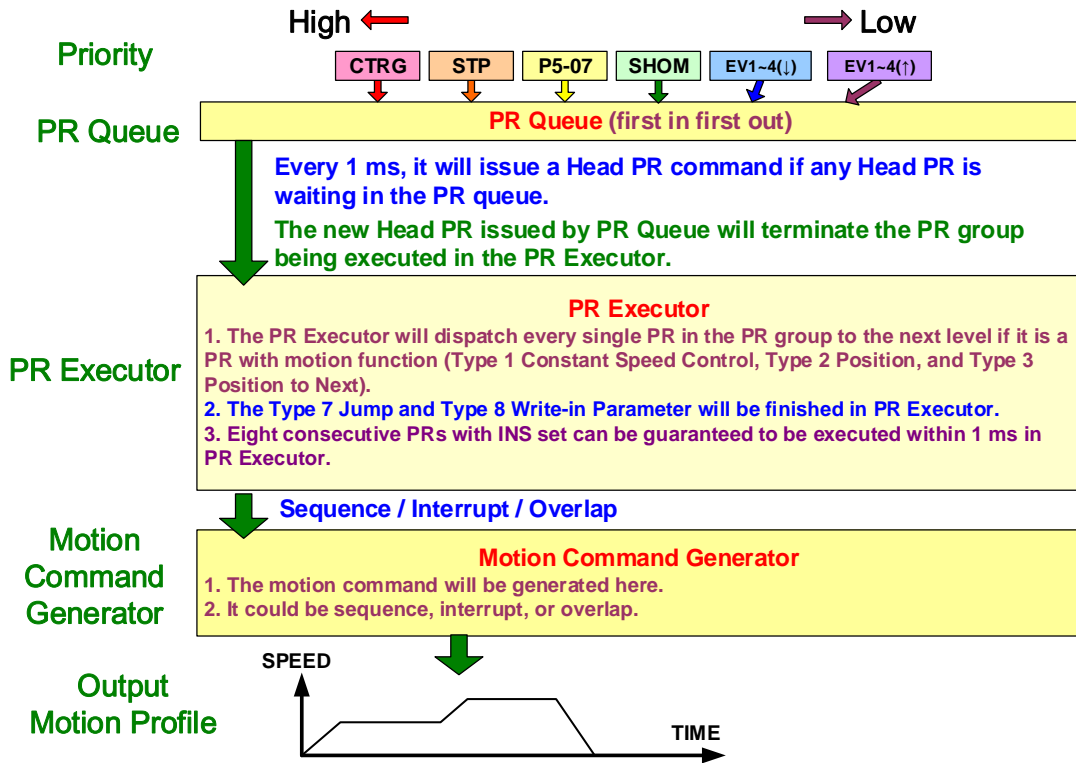 High
Low
Priority
CTRG
STP
P5-07
SHOM
EV1~4(↓)
EV1~4(↑)
PR Queue
PR Queue (first in first out)
Every 1 ms, it will issue a Head PR command if any Head PR is
waiting in the PR queue.
The new Head PR issued by PR Queue will terminate the PR group
being executed in the PR Executor.
PR Executor
PR Executor
1. The PR Executor will dispatch every single PR in the PR group to the next level if it is a
PR with motion function (Type 1 Constant Speed Control, Type 2 Position, and Type 3
Position to Next).
2. The Type 7 Jump and Type 8 Write-in Parameter will be finished in PR Executor.
3. Eight consecutive PRs with INS set can be guaranteed to be executed within 1 ms in
PR Executor.
Sequence / Interrupt / Overlap
Motion
Command
Generator
Motion Command Generator
1. The motion command will be generated here.
2. It could be sequence, interrupt, or overlap.
Output
Motion Profile
SPEED
TIME